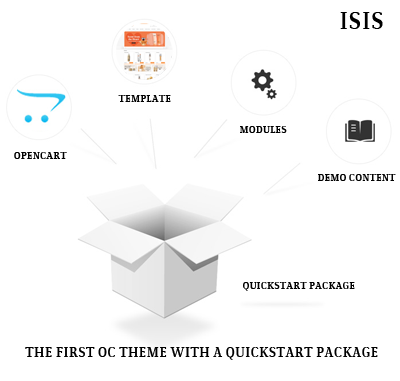 ISIS
TEMPLATE
MODULES
OPENCART
DEMO CONTENT
QUICKSTART PACKAGE
THE FIRST OC THEME WITH A QUICKSTART PACKAGE